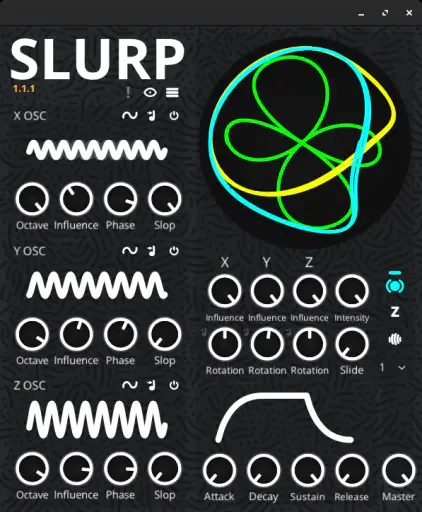 SLURP
1.1.1
X OSC
Octave Influence Phase Slop
Y OSC
Octave Influence Phase Slop
Z OSC
Octave Influence Phase Slop
X Y Z
Influence Influence Influence Intensity
Z
Rotation Rotation Rotation Slide
1
Attack Decay Sustain Release Master